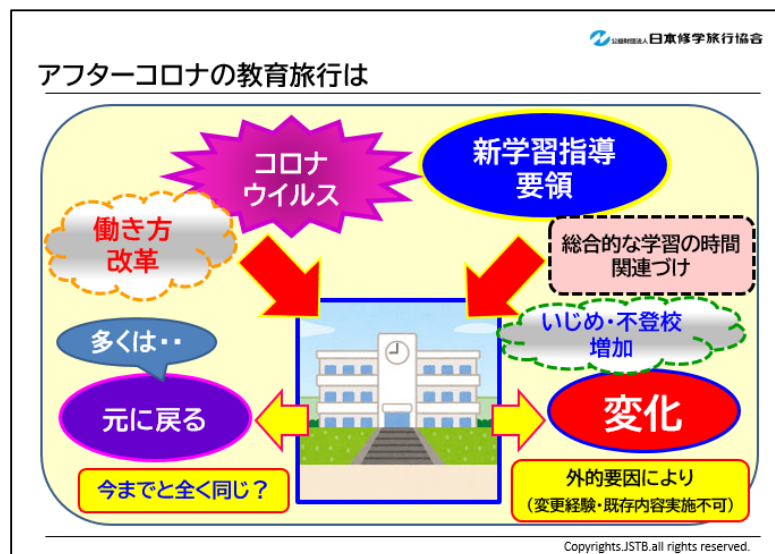 公益財団法人日本修学旅行協会
アフターコロナの教育旅行は
コロナ
ウイルス
新学習指導
要領
働き方
改革
総合的な学習の時間
関連づけ
いじめ・不登校
増加
多くは・・
元に戻る
変化
今までと全く同じ？
外的要因により
（変更経験・既存内容実施不可）
Copyrights.JSTB.all rights reserved.